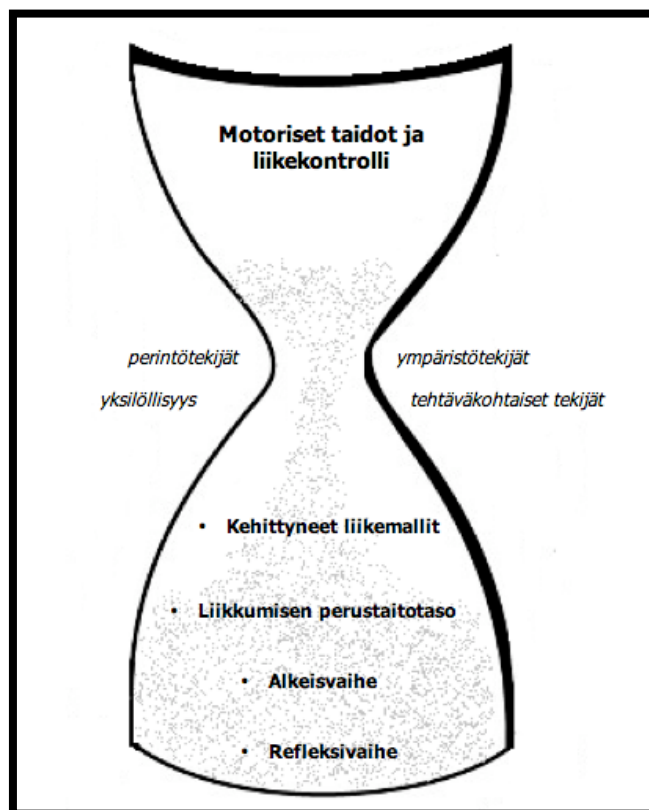 Motoriset taidot ja
liikekontrolli
perintötekijät
ympäristötekijät
yksilöllisyys
tehtäväkohtaiset tekijät
• Kehittyneet liikemallit
• Liikkumisen perustaitotaso
• Alkeisvaihe
• Refleksivaihe